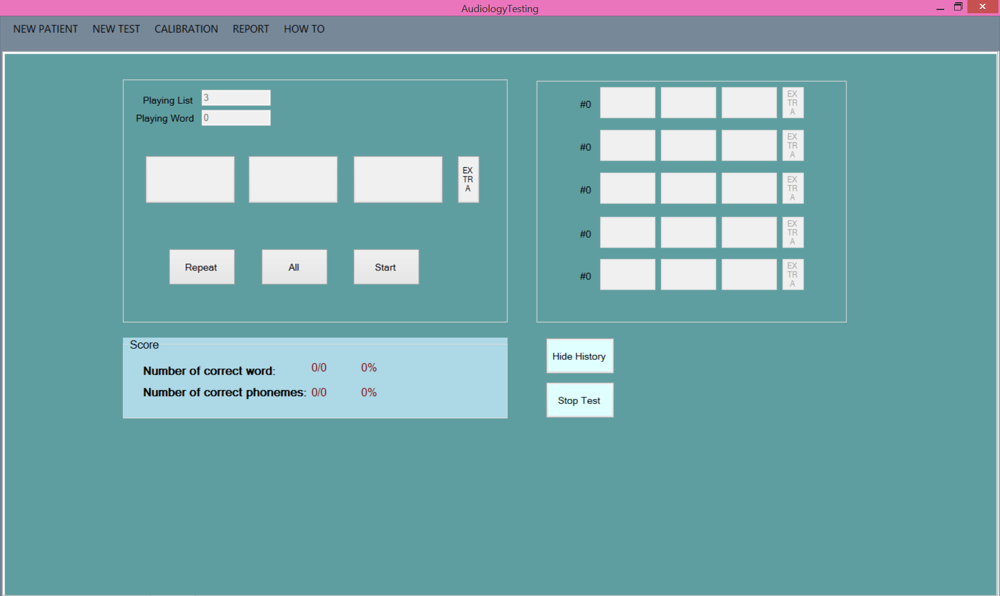 AudiologyTesting
NEW PATIENT NEW TEST CALIBRATION REPORT HOW TO
Playing List 3
Playing Word 0
EX
TR
A
Repeat All Start
#0 EX
TR
A
#0 EX
TR
A
#0 EX
TR
A
#0 EX
TR
A
#0 EX
TR
A
Score
Number of correct word: 0/0 0%
Number of correct phonemes: 0/0 0%
Hide History
Stop Test